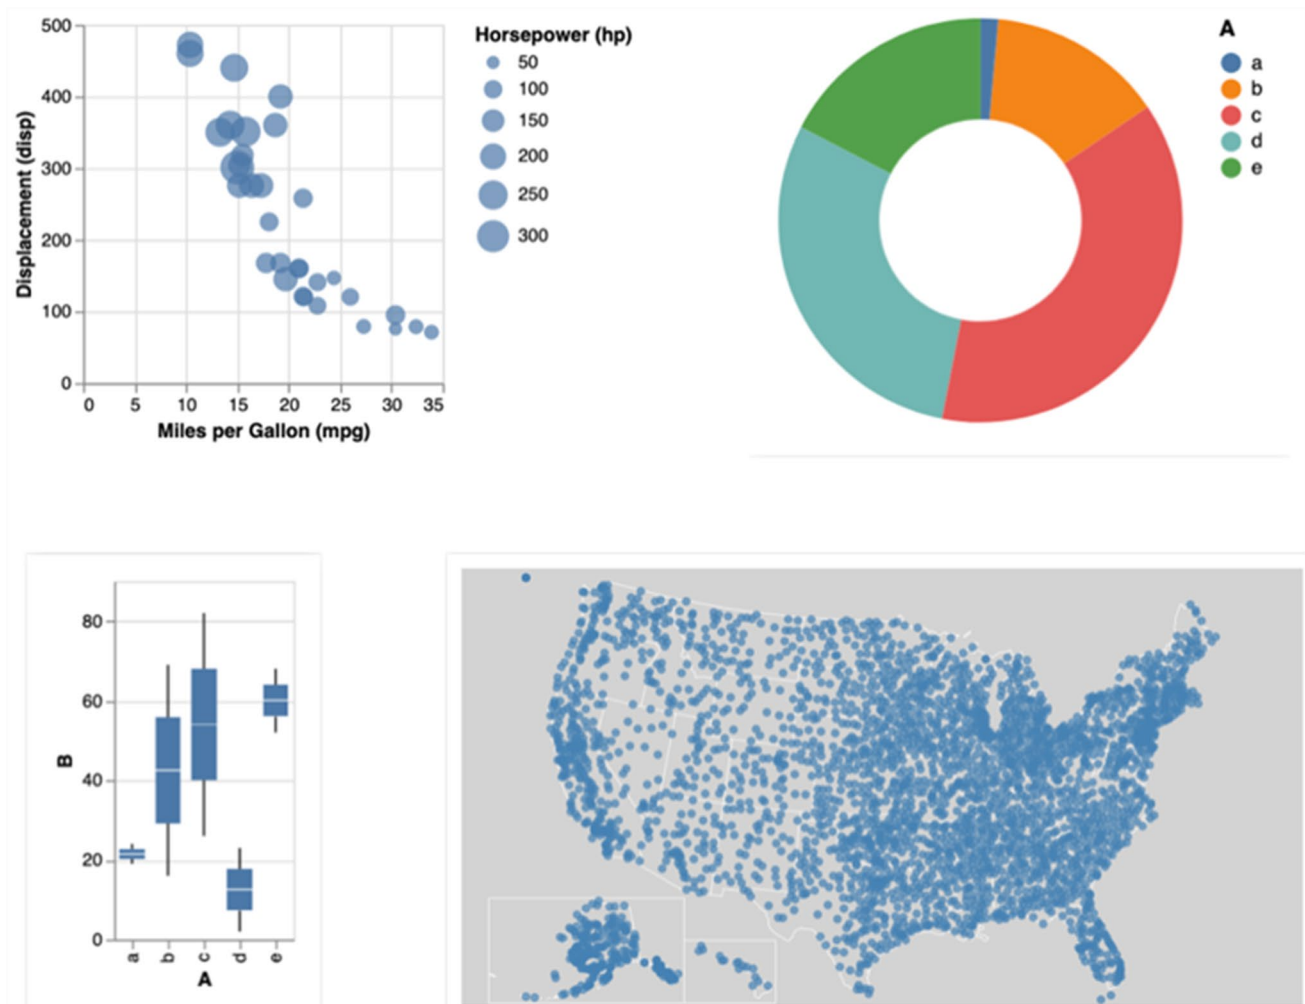 500
400
300
200
100
0
Displacement (disp)
0 5 10 15 20 25 30 35
Miles per Gallon (mpg)
Horsepower (hp)
50
100
150
200
250
300
A
a
b
c
d
e
80
60
40
20
0
B
a b c d e
A